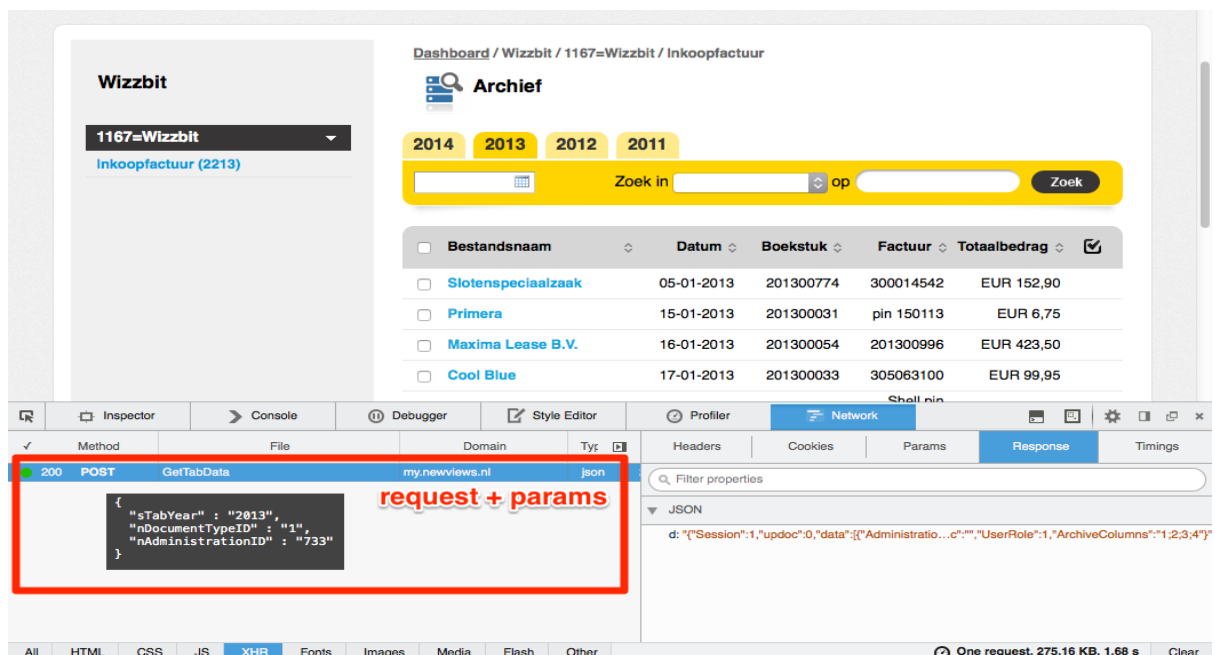 Dashboard / Wizzbit / 1167=Wizzbit / Inkoopfactuur
Wizzbit
Archief
1167=Wizzbit
Inkoopfactuur (2213)
2014 2013 2012 2011
Zoek in op Zoek
Bestandsnaam Datum Boekstuk Factuur Totaalbedrag
Slotenspeciaalzaak 05-01-2013 201300774 300014542 EUR 152,90
Primera 15-01-2013 201300031 pin 150113 EUR 6,75
Maxima Lease B.V. 16-01-2013 201300054 201300996 EUR 423,50
Cool Blue 17-01-2013 201300033 305063100 EUR 99,95
Shell pin
Inspector Console Debugger Style Editor Profiler Network
✓ Method File Domain Typ Headers Cookies Params Response Timings
200 POST GetTabData my.newviews.nl json
Filter properties
request + params
JSON
{
"sTabYear" : "2013",
"nDocumentTypeID" : "1",
"nAdministrationID" : "733"
}
d: "{"Session":1,"updoc":0,"data":[{"Administratio…c":"","UserRole":1,"ArchiveColumns":"1;2;3;4"}"
All HTML CSS JS XHR Fonts Images Media Flash Other One request, 275,16 KB, 1,68 s Clear